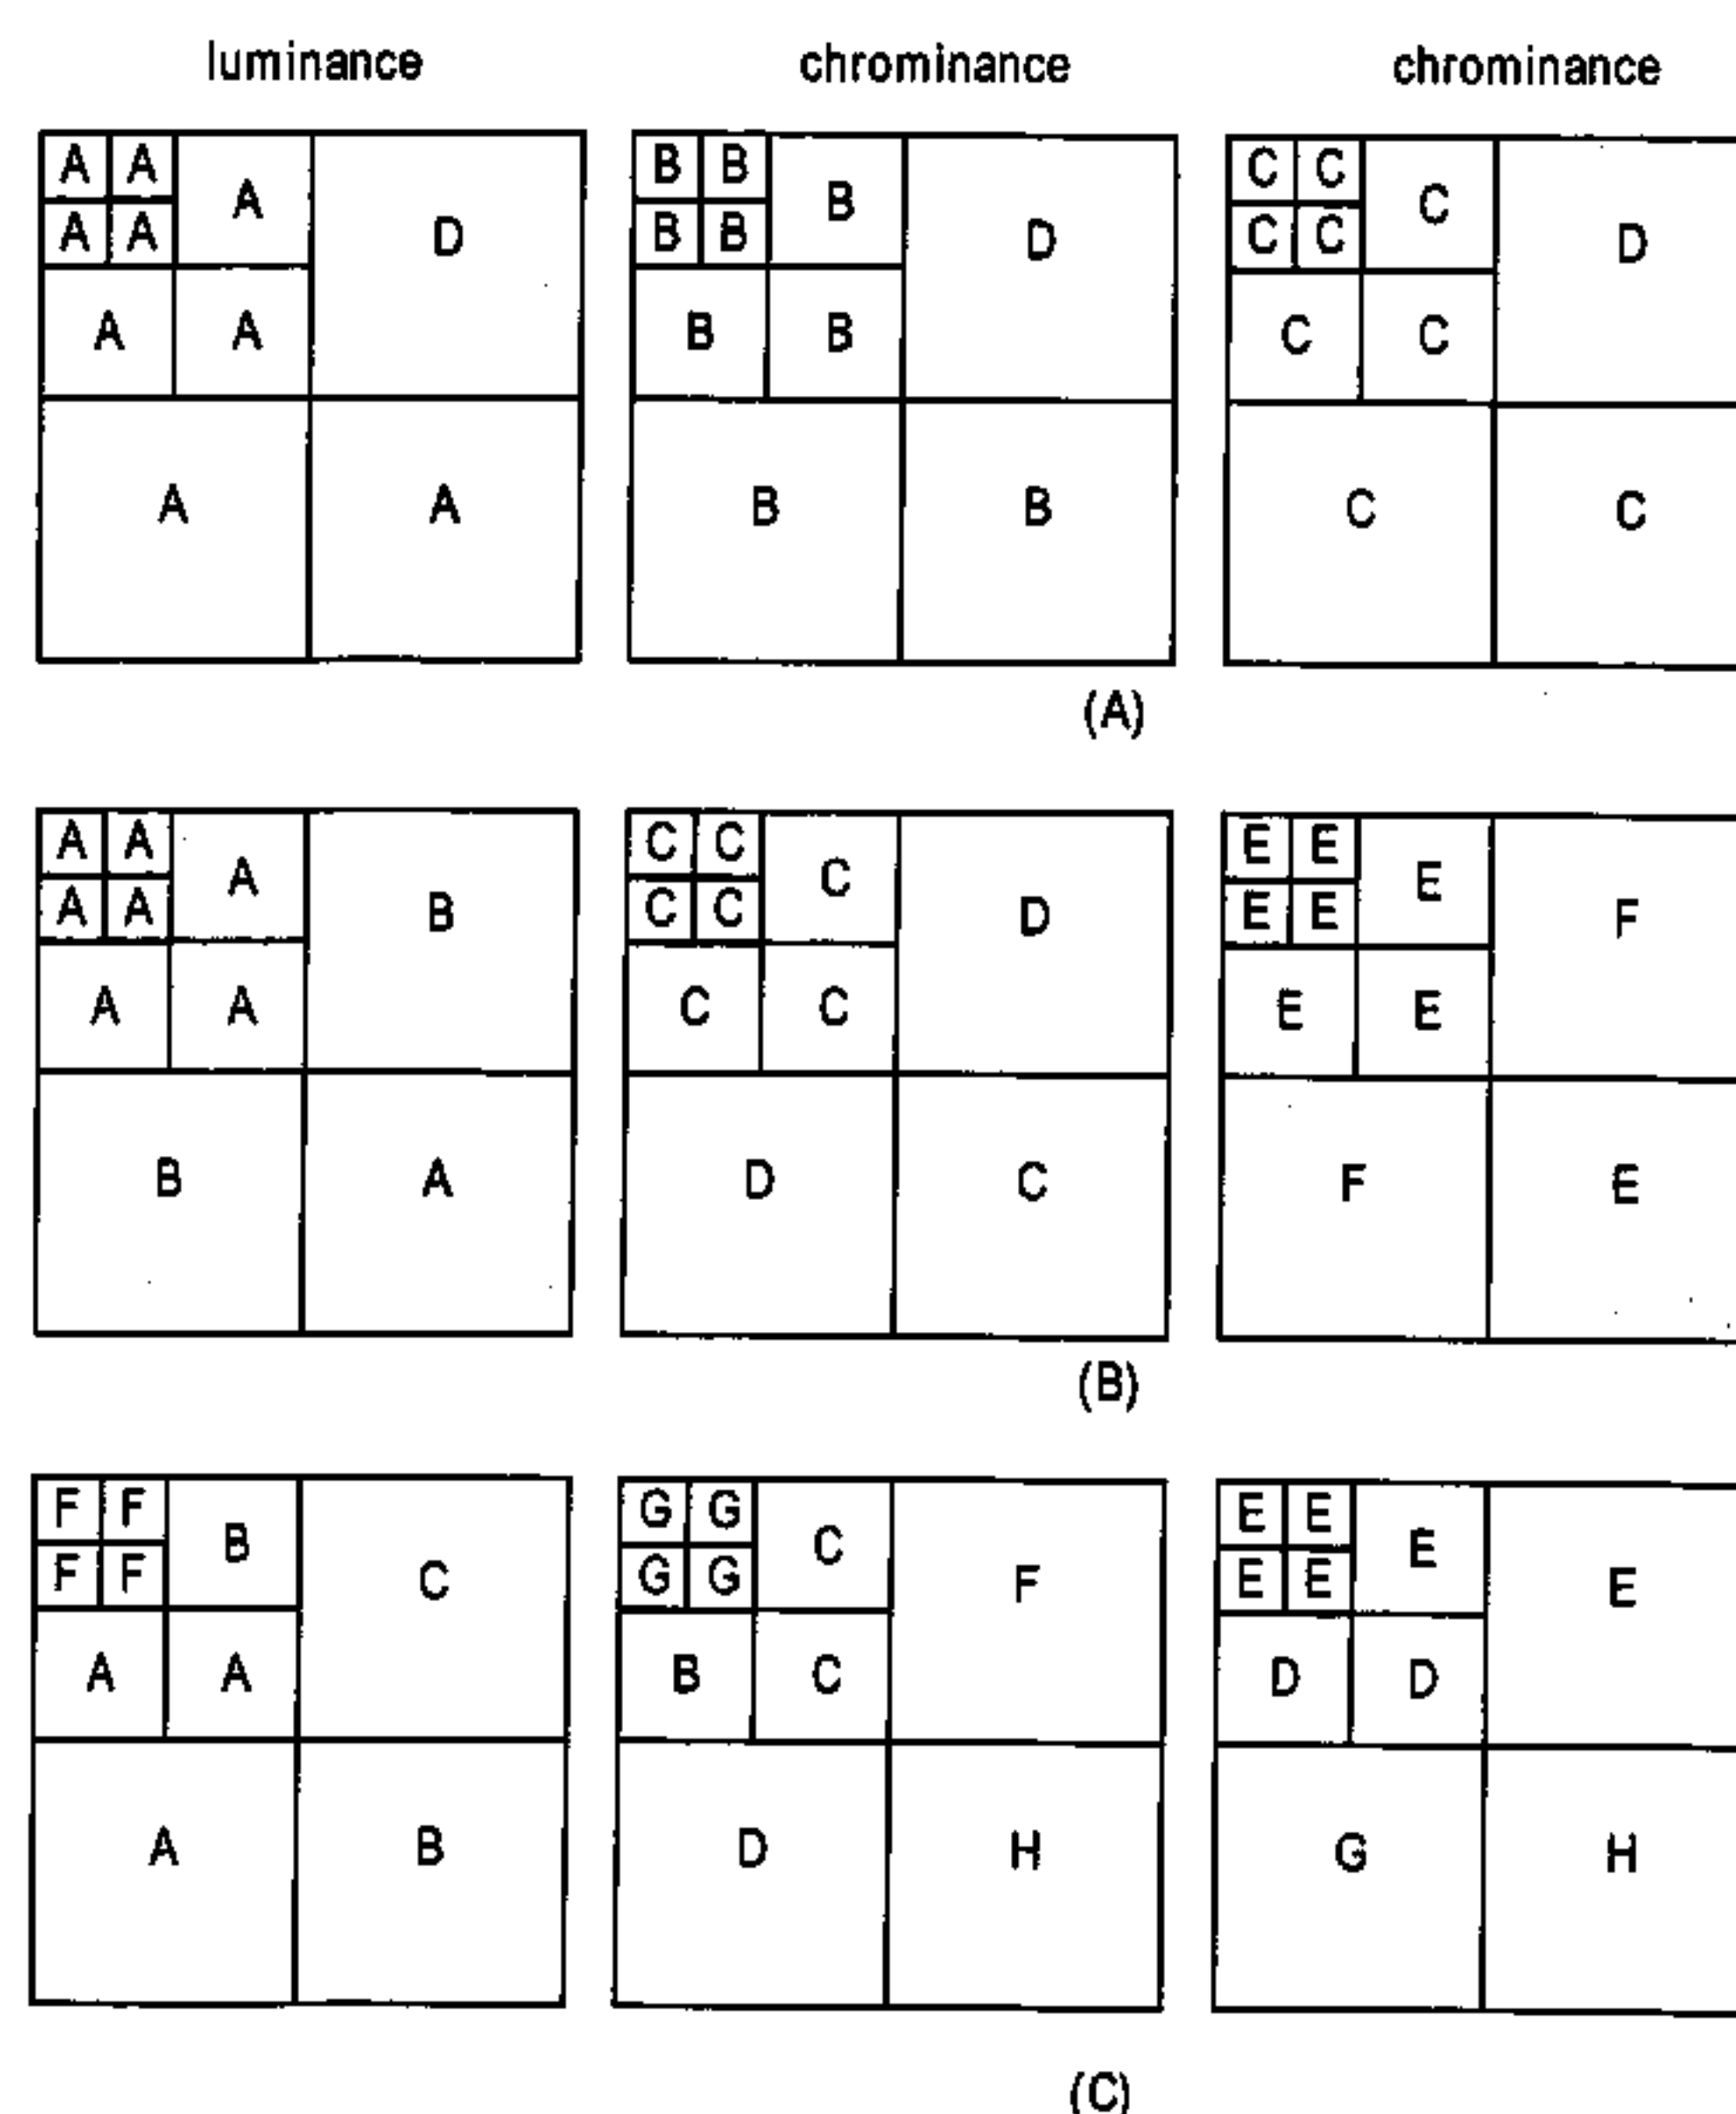 luminance chrominance chrominance
A A A D B B B D C C C D
A A B B C C
A A B B C C
A A B B C C
(A)
A A A B C C C D E E E F
A A C C E E
A A C C E E
B A D C F E
(B)
F F B C G G C F E E E E
F F G G E E
A A B C D D
A B D H G H
(C)